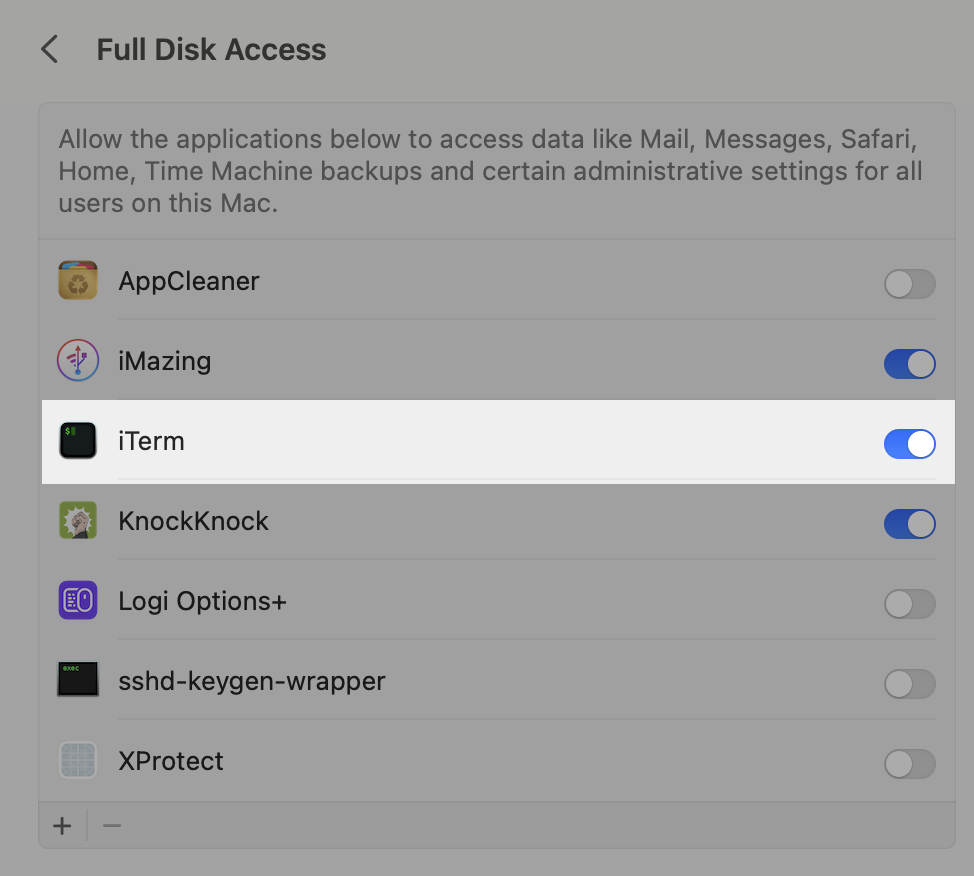 Full Disk Access
Allow the applications below to access data like Mail, Messages, Safari,
Home, Time Machine backups and certain administrative settings for all
users on this Mac.
AppCleaner
iMazing
$
iTerm
KnockKnock
Logi Options+
exec
sshd-keygen-wrapper
XProtect